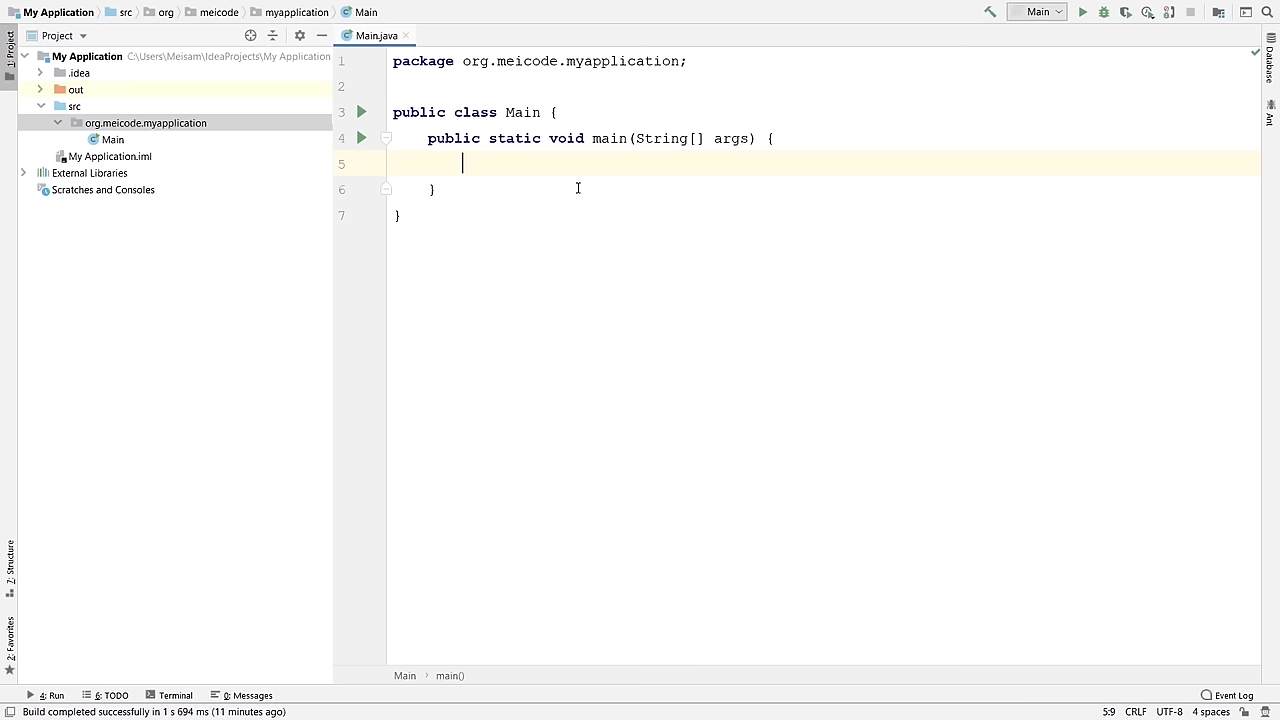 My Application src org meicode myapplication Main
Main
Project
Main.java
1: Project
Database
Ant
My Application C:\Users\Meisam\IdeaProjects\My Application
.idea
out
src
org.meicode.myapplication
Main
My Application.iml
External Libraries
Scratches and Consoles
1 package org.meicode.myapplication;
2
3 public class Main {
4 public static void main(String[] args) {
5
6 }
7 }
7: Structure
2: Favorites
Main main()
4: Run 6: TODO Terminal 0: Messages Event Log
Build completed successfully in 1 s 694 ms (11 minutes ago) 5:9 CRLF UTF-8 4 spaces